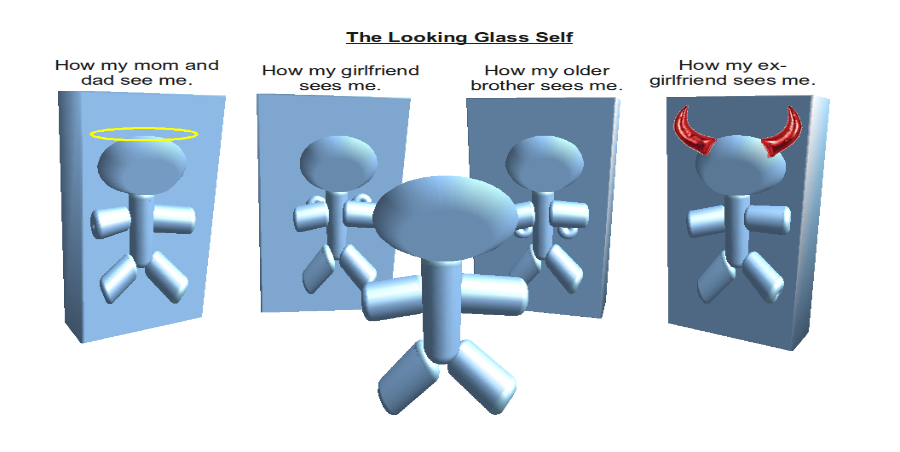 The Looking Glass Self
How my mom and
dad see me.
How my girlfriend
sees me.
How my older
brother sees me.
How my ex-
girlfriend sees me.